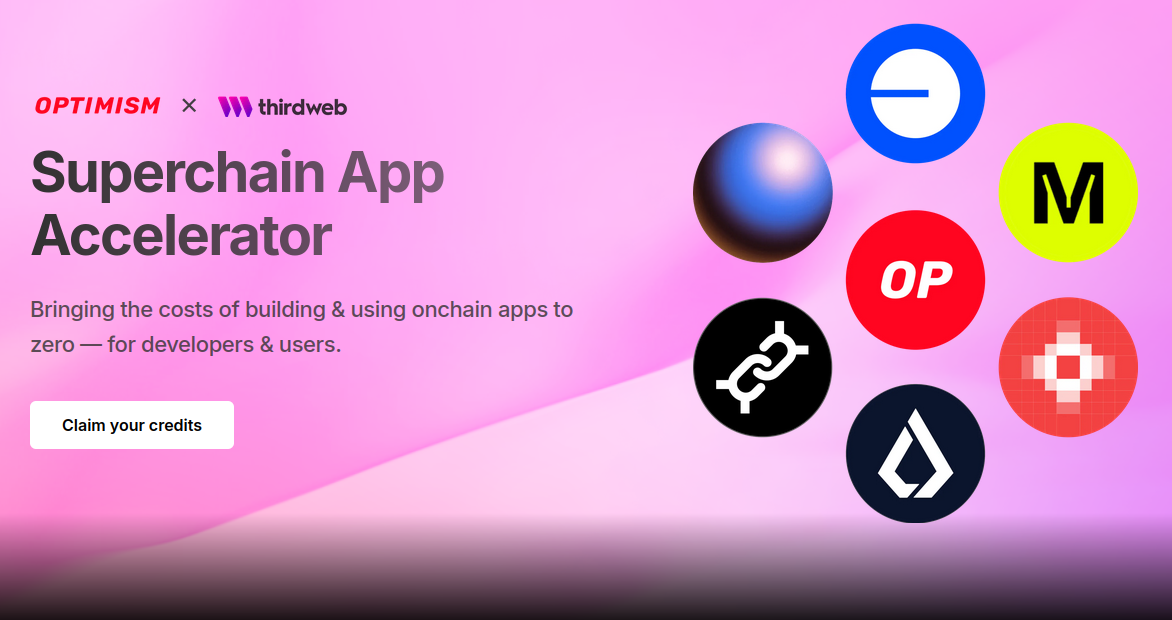 OPTIMISM × thirdweb
Superchain App
Accelerator
Bringing the costs of building & using onchain apps to
zero — for developers & users.
Claim your credits
M
OP